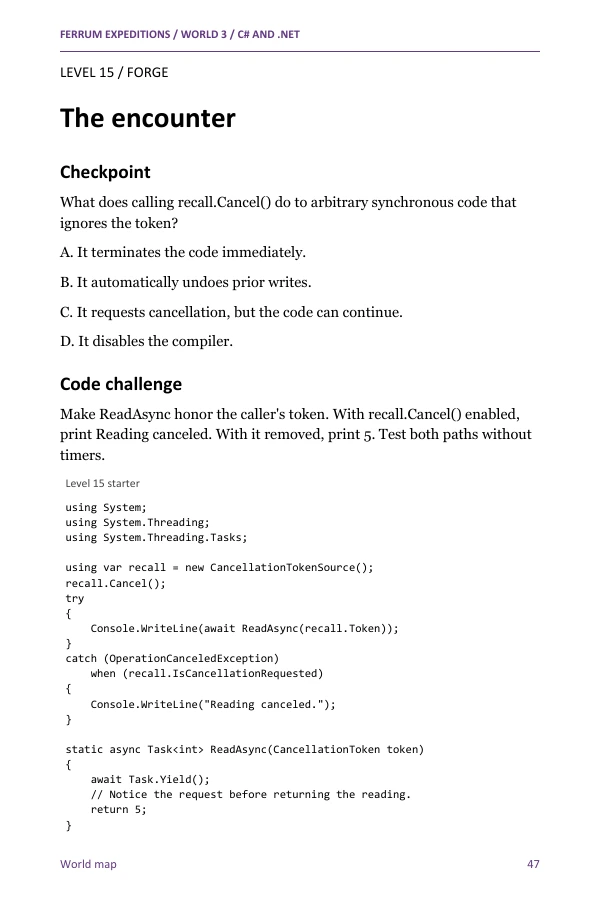 FERRUM EXPEDITIONS / WORLD 3 / C# AND .NET
LEVEL 15 / FORGE
The encounter
Checkpoint
What does calling recall.Cancel() do to arbitrary synchronous code that
ignores the token?
A. It terminates the code immediately.
B. It automatically undoes prior writes.
C. It requests cancellation, but the code can continue.
D. It disables the compiler.
Code challenge
Make ReadAsync honor the caller's token. With recall.Cancel() enabled,
print Reading canceled. With it removed, print 5. Test both paths without
timers.
Level 15 starter
using System;
using System.Threading;
using System.Threading.Tasks;
using var recall = new CancellationTokenSource();
recall.Cancel();
try
{
    Console.WriteLine(await ReadAsync(recall.Token));
}
catch (OperationCanceledException)
    when (recall.IsCancellationRequested)
{
    Console.WriteLine("Reading canceled.");
}
static async Task<int> ReadAsync(CancellationToken token)
{
    await Task.Yield();
    // Notice the request before returning the reading.
    return 5;
}
World map
47